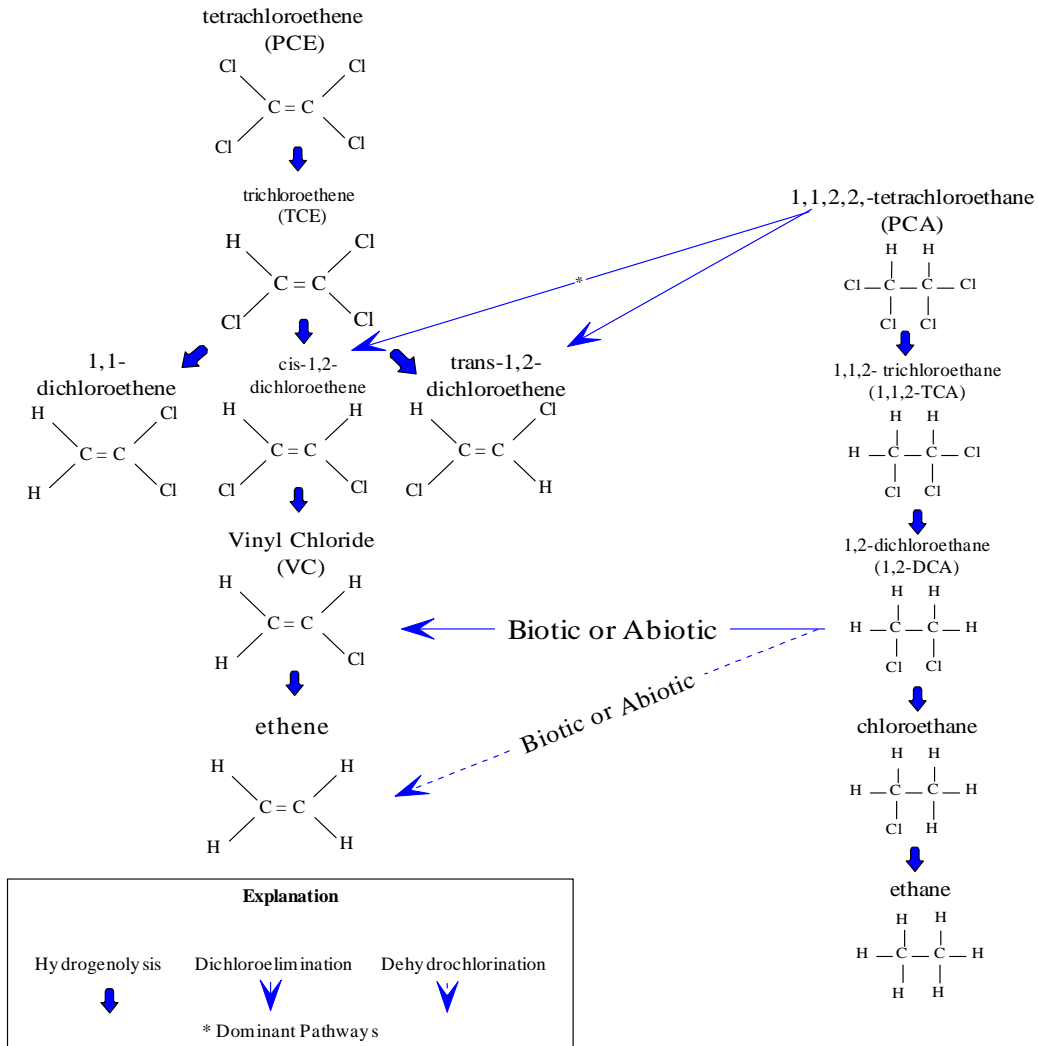 tetrachloroethene
(PCE)
Cl Cl
C = C
Cl Cl
trichloroethene
(TCE)
H Cl
C = C
Cl Cl
1,1-
dichloroethene
H Cl
C = C
H Cl
cis-1,2-
dichloroethene
H H
C = C
Cl Cl
trans-1,2-
dichloroethene
H Cl
C = C
Cl H
Vinyl Chloride
(VC)
H H
C = C
H Cl
ethene
H H
C = C
H H
*
Biotic or Abiotic
Biotic or Abiotic
1,1,2,2,-tetrachloroethane
(PCA)
H H
Cl C C Cl
Cl Cl
1,1,2- trichloroethane
(1,1,2-TCA)
H H
H C C Cl
Cl Cl
1,2-dichloroethane
(1,2-DCA)
H H
H C C H
Cl Cl
chloroethane
H H
H C C H
Cl H
ethane
H H
H C C H
H H
Explanation
Hydrogenolysis Dichloroelimination Dehydrochlorination
* Dominant Pathways